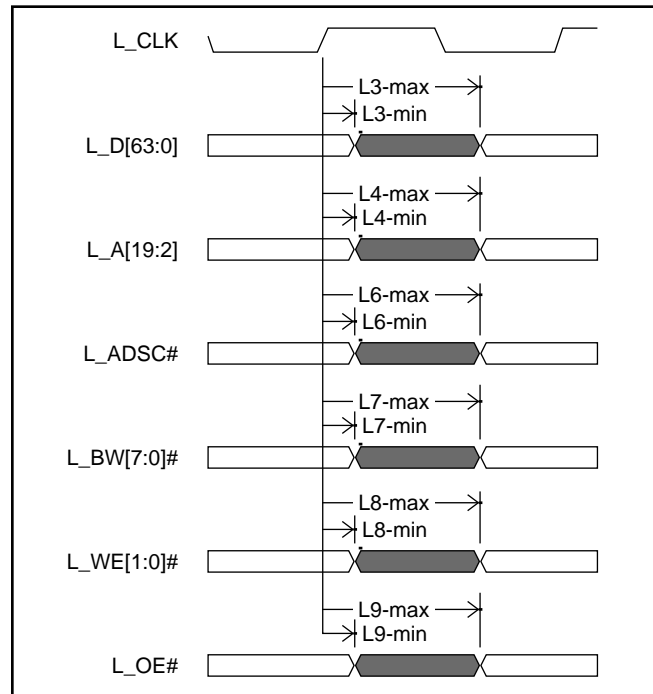 L_CLK
L3-max
L3-min
L_D[63:0]
L4-max
L4-min
L_A[19:2]
L6-max
L6-min
L_ADSC#
L7-max
L7-min
L_BW[7:0]#
L8-max
L8-min
L_WE[1:0]#
L9-max
L9-min
L_OE#